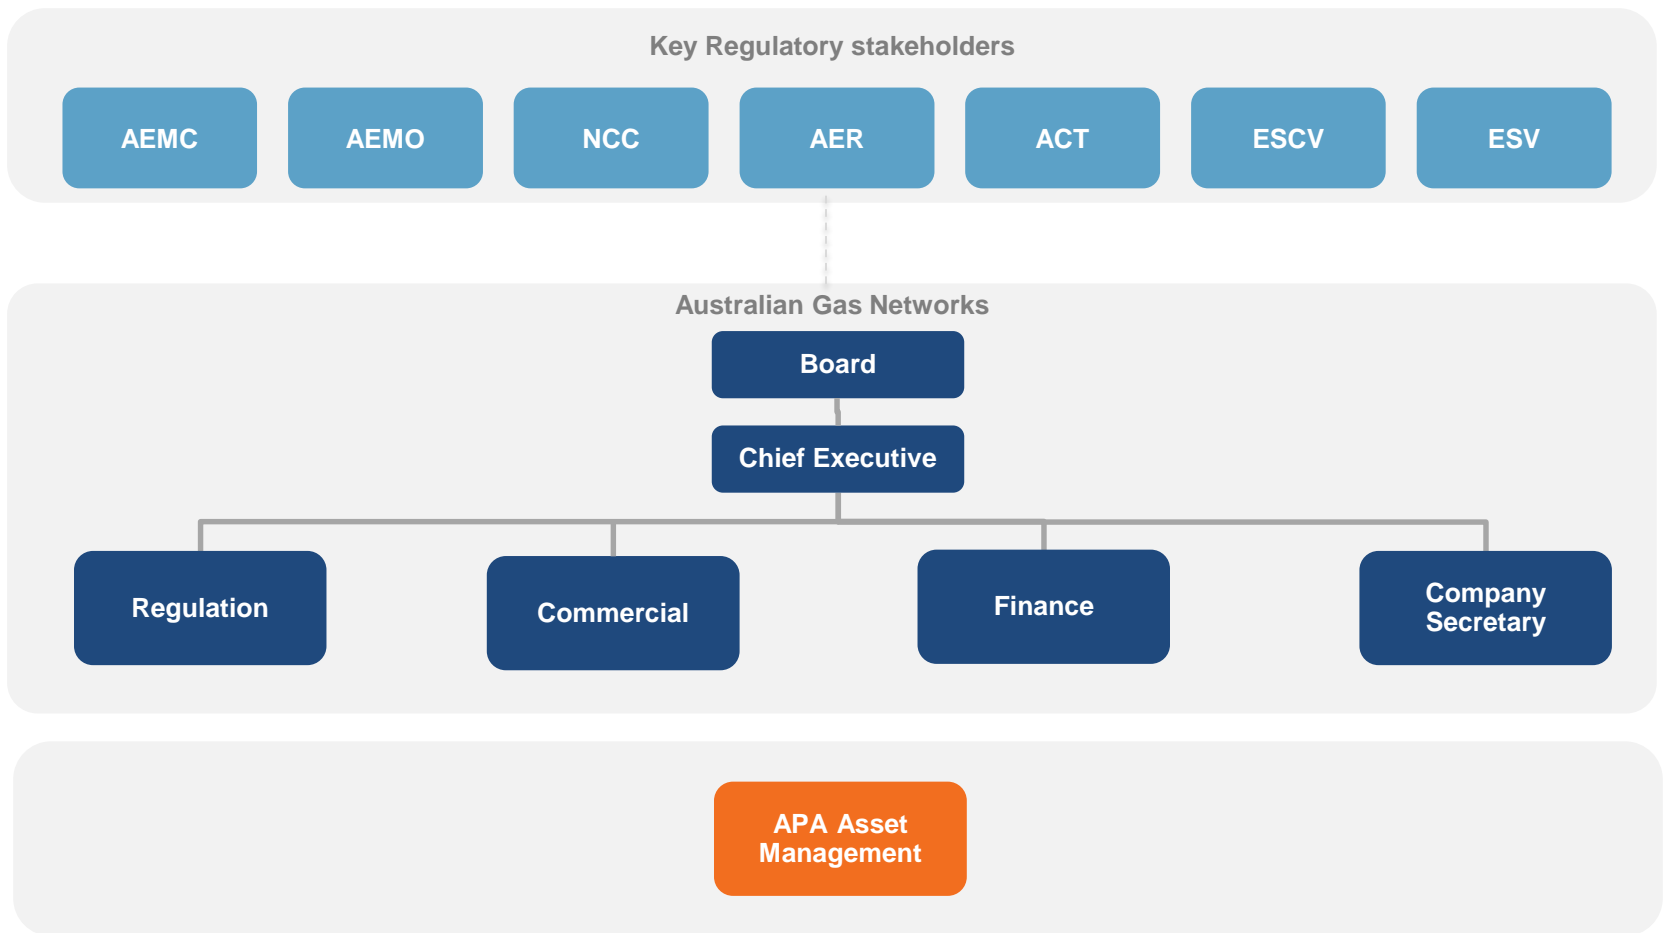 Key Regulatory stakeholders
AEMC
AEMO
NCC
AER
ACT
ESCV
ESV
Australian Gas Networks
Board
Chief Executive
Regulation
Commercial
Finance
Company
Secretary
APA Asset
Management